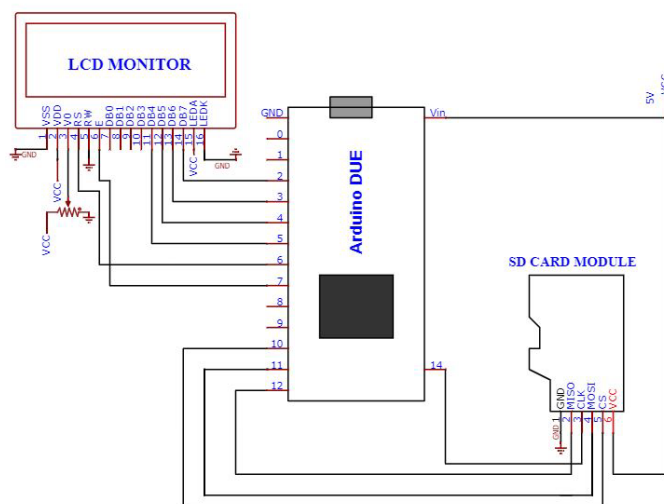 LCD MONITOR
VSS
VDD
V0
RS
RW
E
DB0
DB1
DB2
DB3
DB4
DB5
DB6
DB7
LEDA
LEDK
1
2
3
4
5
6
7
8
9
10
11
12
13
14
15
16
GND
VCC
VCC
VCC
GND
GND
0
1
2
3
4
5
6
7
8
9
10
11
12
Arduino DUE
Vin
14
5V
VCC
SD CARD MODULE
GND
MISO
CLK
MOSI
CS
VCC
1
2
3
4
5
6
GND